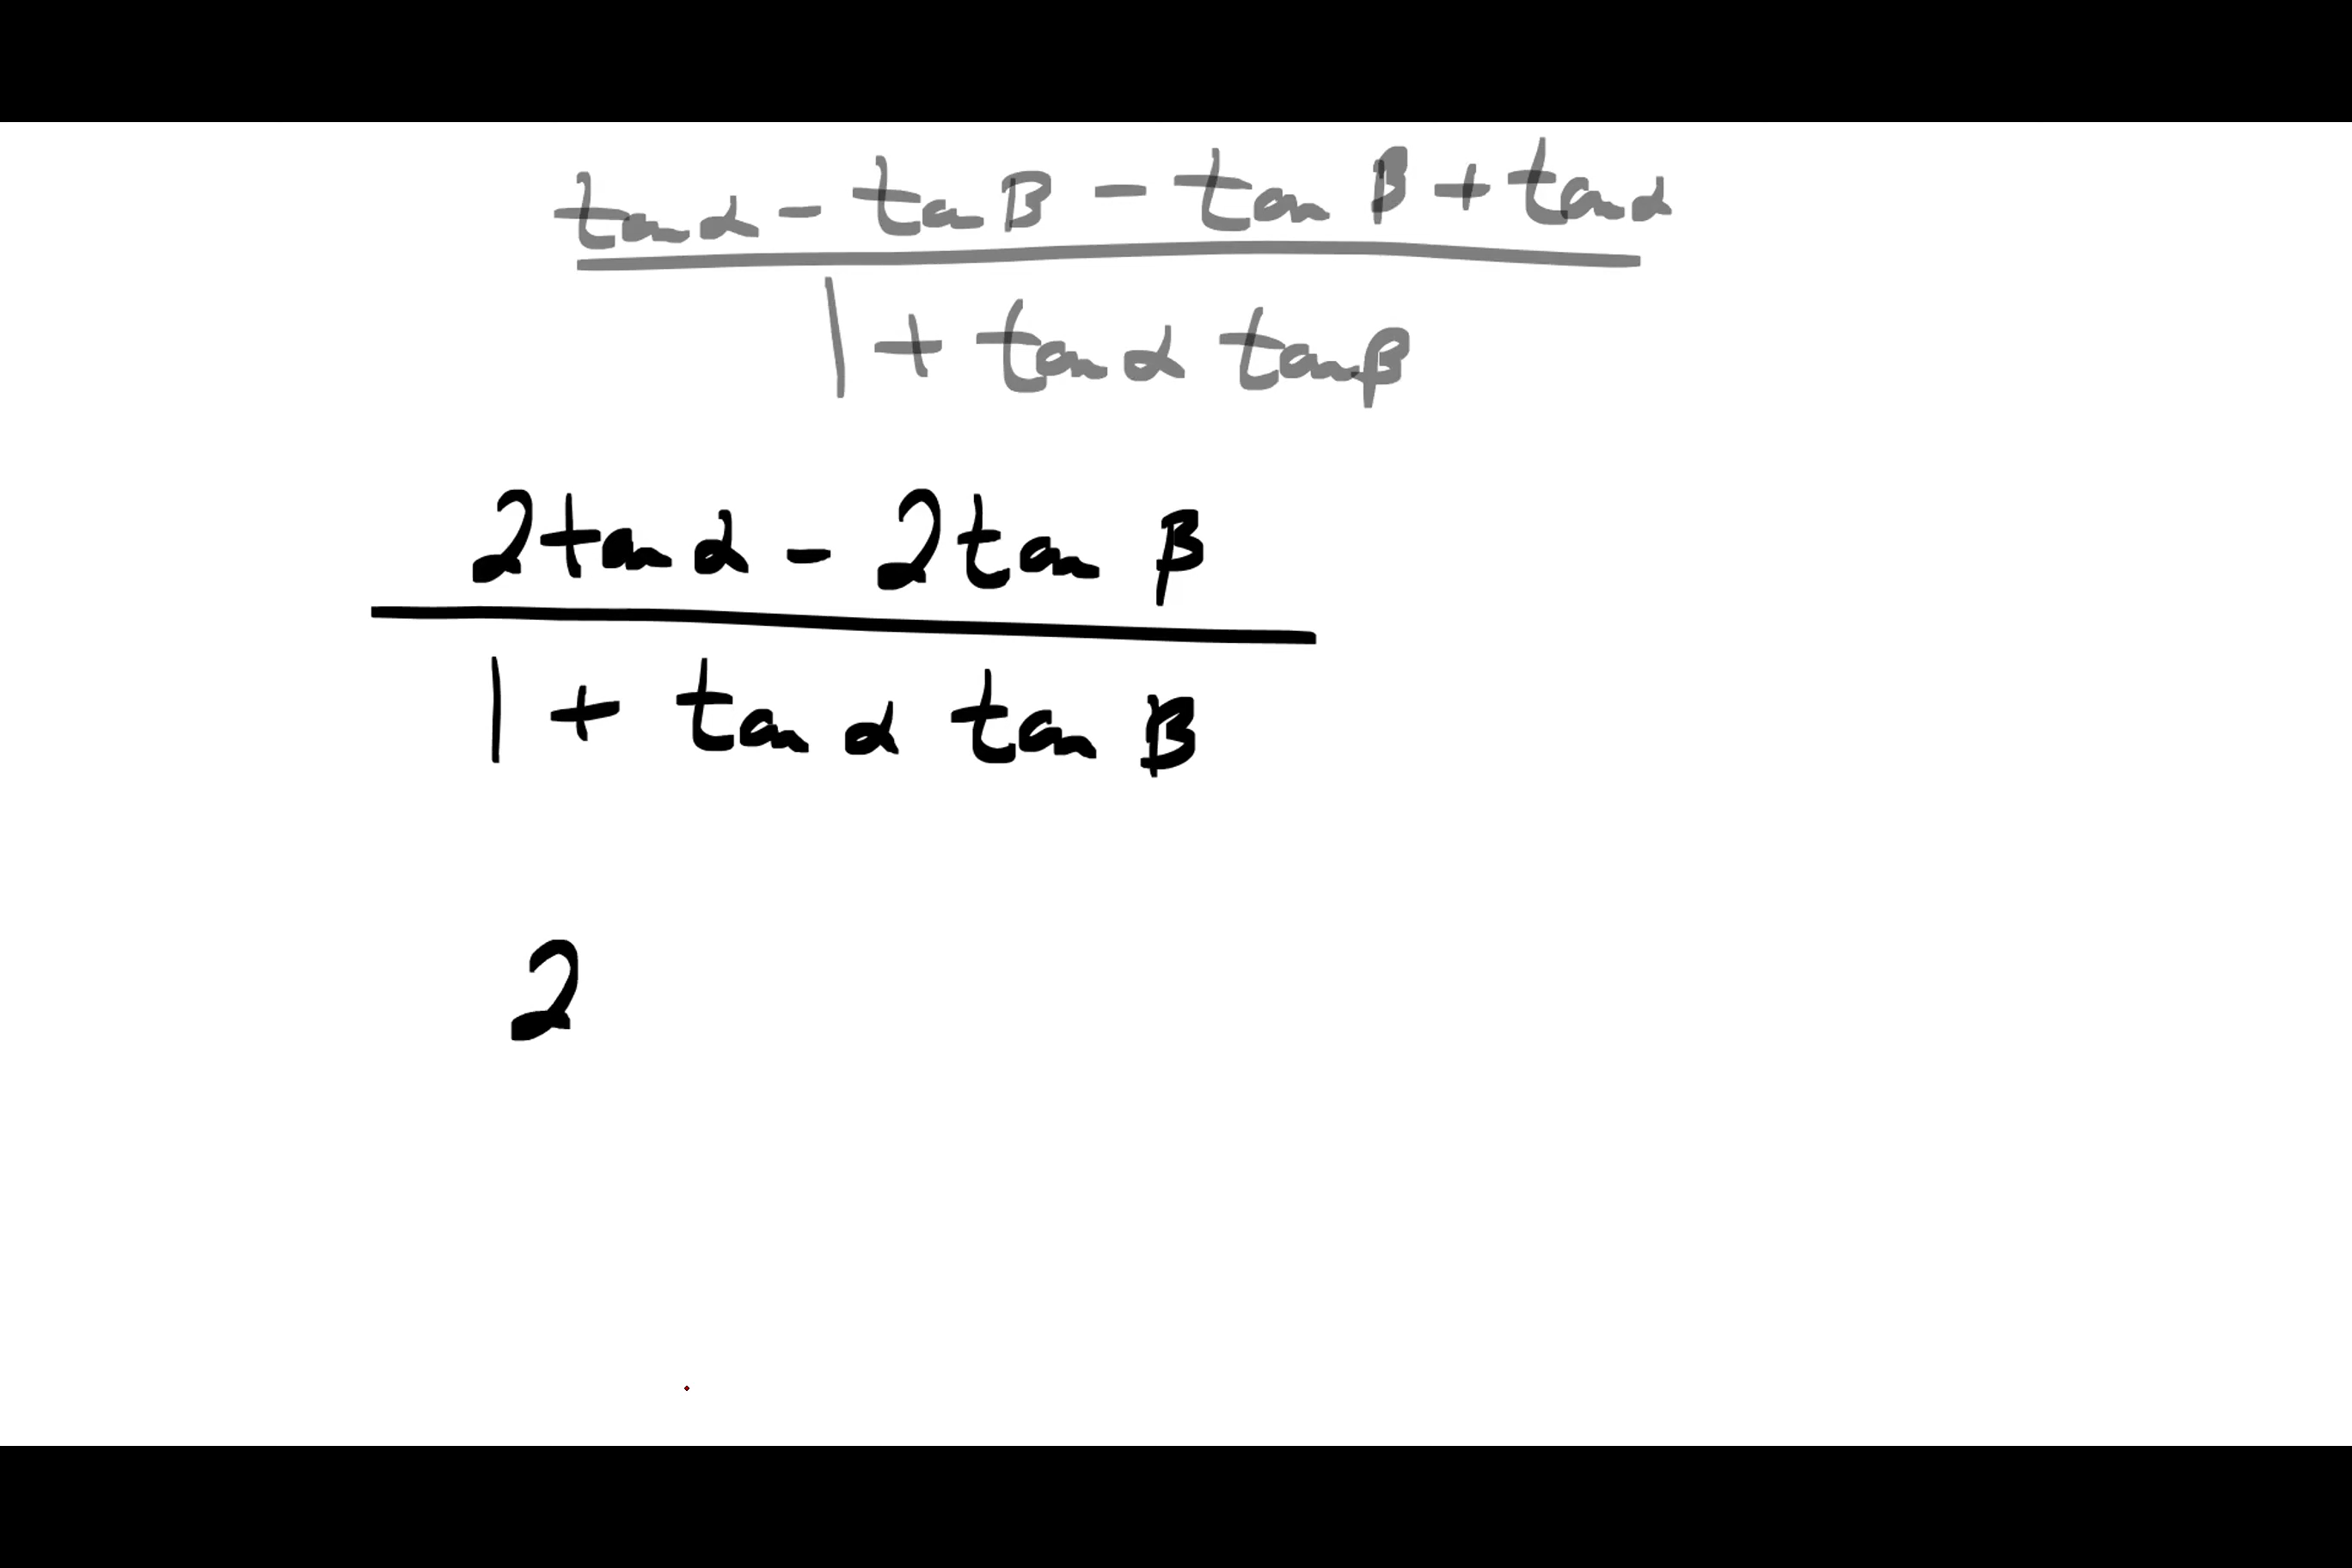 tan α - tan β - tan β + tan α
1 + tan α tan β
2tan α - 2tan β
1 + tan α tan β
2